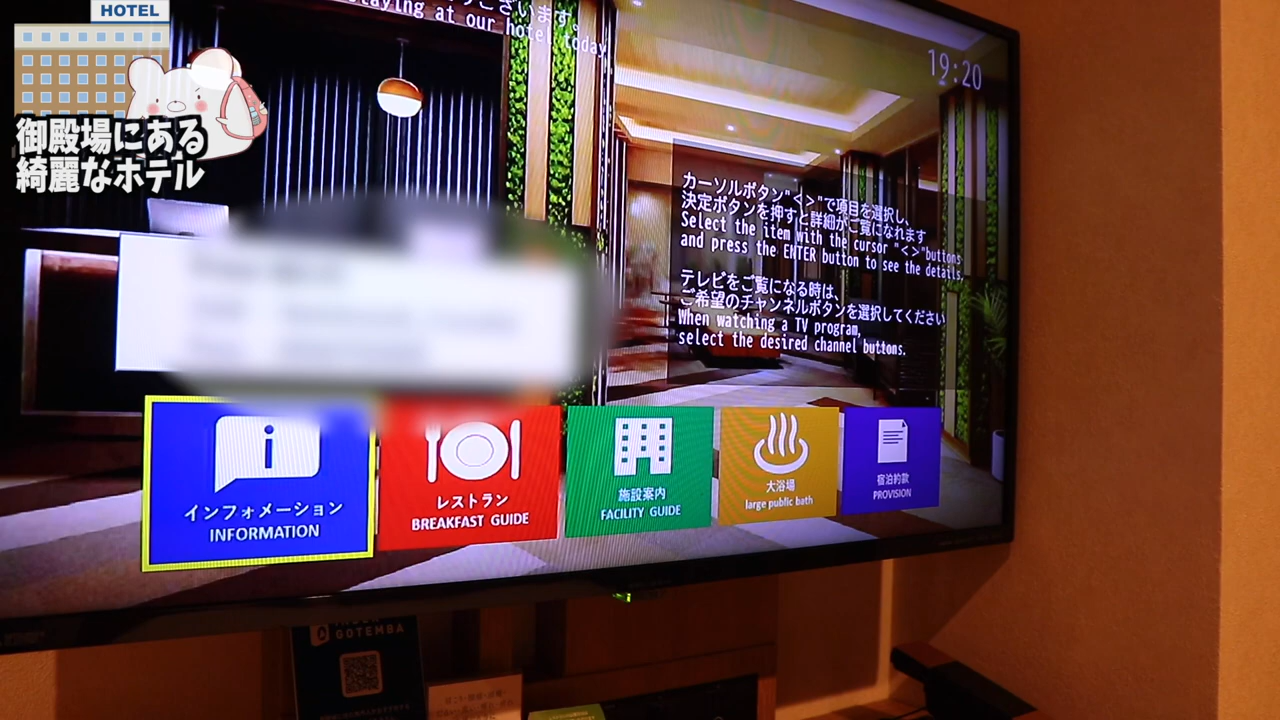 HOTEL
御殿場にある
綺麗なホテル
ございます。
staying at our hotel today
19:20
カーソルボタン"<>"で項目を選択し、
決定ボタンを押すと詳細がご覧になれます
Select the item with the cursor "<>"buttons
and press the ENTER button to see the details.
テレビをご覧になる時は、
ご希望のチャンネルボタンを選択してください
When watching a TV program,
select the desired channel buttons.
インフォメーション
INFORMATION
レストラン
BREAKFAST GUIDE
施設案内
FACILITY GUIDE
大浴場
large public bath
宿泊約款
PROVISION
GOTEMBA